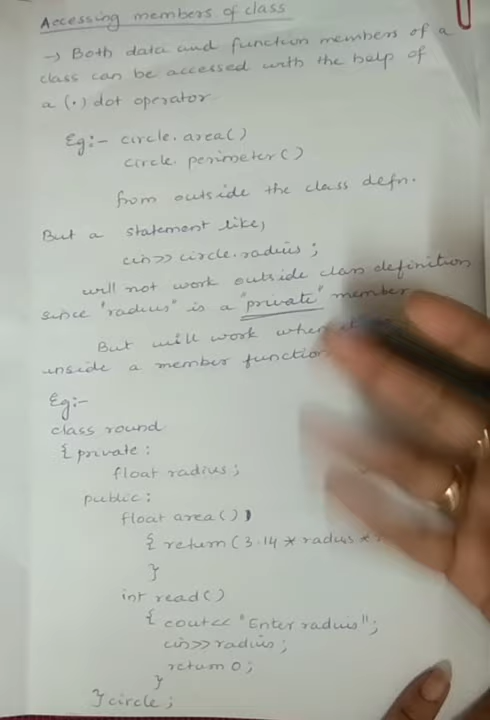 Accessing members of class
→ Both data and function members of a
class can be accessed with the help of
a (.) dot operator
Eg:- circle.area()
circle.perimeter()
from outside the class defn.
But a statement like,
cin>> circle.radius;
will not work outside class definition
since "radius" is a "private" member
But will work when
inside a member function
Eg:-
class round
{ private:
float radius;
public:
float area()
{ return(3.14 * radius *
}
int read()
{ cout<< "Enter radius";
cin>> radius;
return 0;
}
} circle;